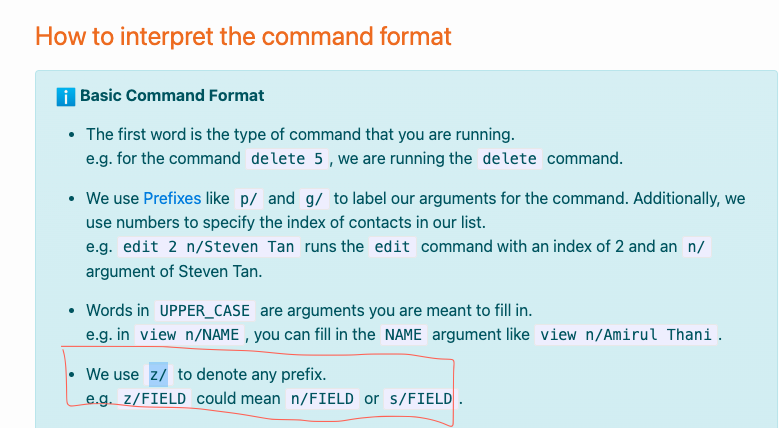 How to interpret the command format
Basic Command Format
• The first word is the type of command that you are running.
e.g. for the command delete 5 , we are running the delete command.
• We use Prefixes like p/ and g/ to label our arguments for the command. Additionally, we
use numbers to specify the index of contacts in our list.
e.g. edit 2 n/Steven Tan runs the edit command with an index of 2 and an n/
argument of Steven Tan.
• Words in UPPER_CASE are arguments you are meant to fill in.
e.g. in view n/NAME , you can fill in the NAME argument like view n/Amirul Thani .
• We use z/ to denote any prefix.
e.g. z/FIELD could mean n/FIELD or s/FIELD .